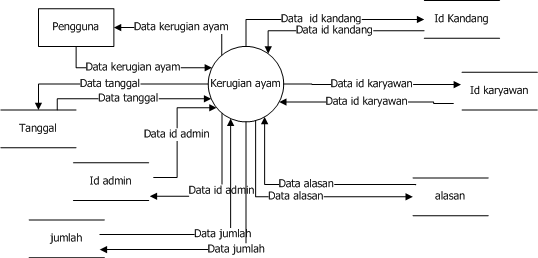 Pengguna
Data kerugian ayam
Data id kandang
Data id kandang
Id Kandang
Data kerugian ayam
Data tanggal
Data tanggal
Kerugian ayam
Data id karyawan
Data id karyawan
Id karyawan
Tanggal
Data id admin
Id admin
Data id admin
Data alasan
Data alasan
alasan
jumlah
Data jumlah
Data jumlah